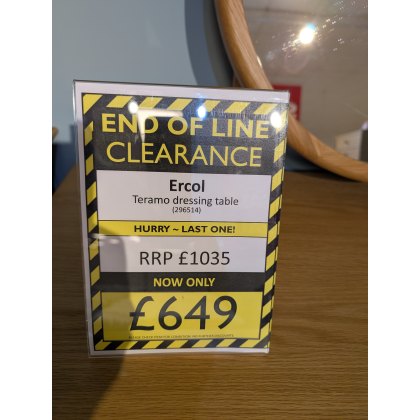 END OF LINE
CLEARANCE
Ercol
Teramo dressing table
(296514)
HURRY ~ LAST ONE!
RRP £1035
NOW ONLY
£649